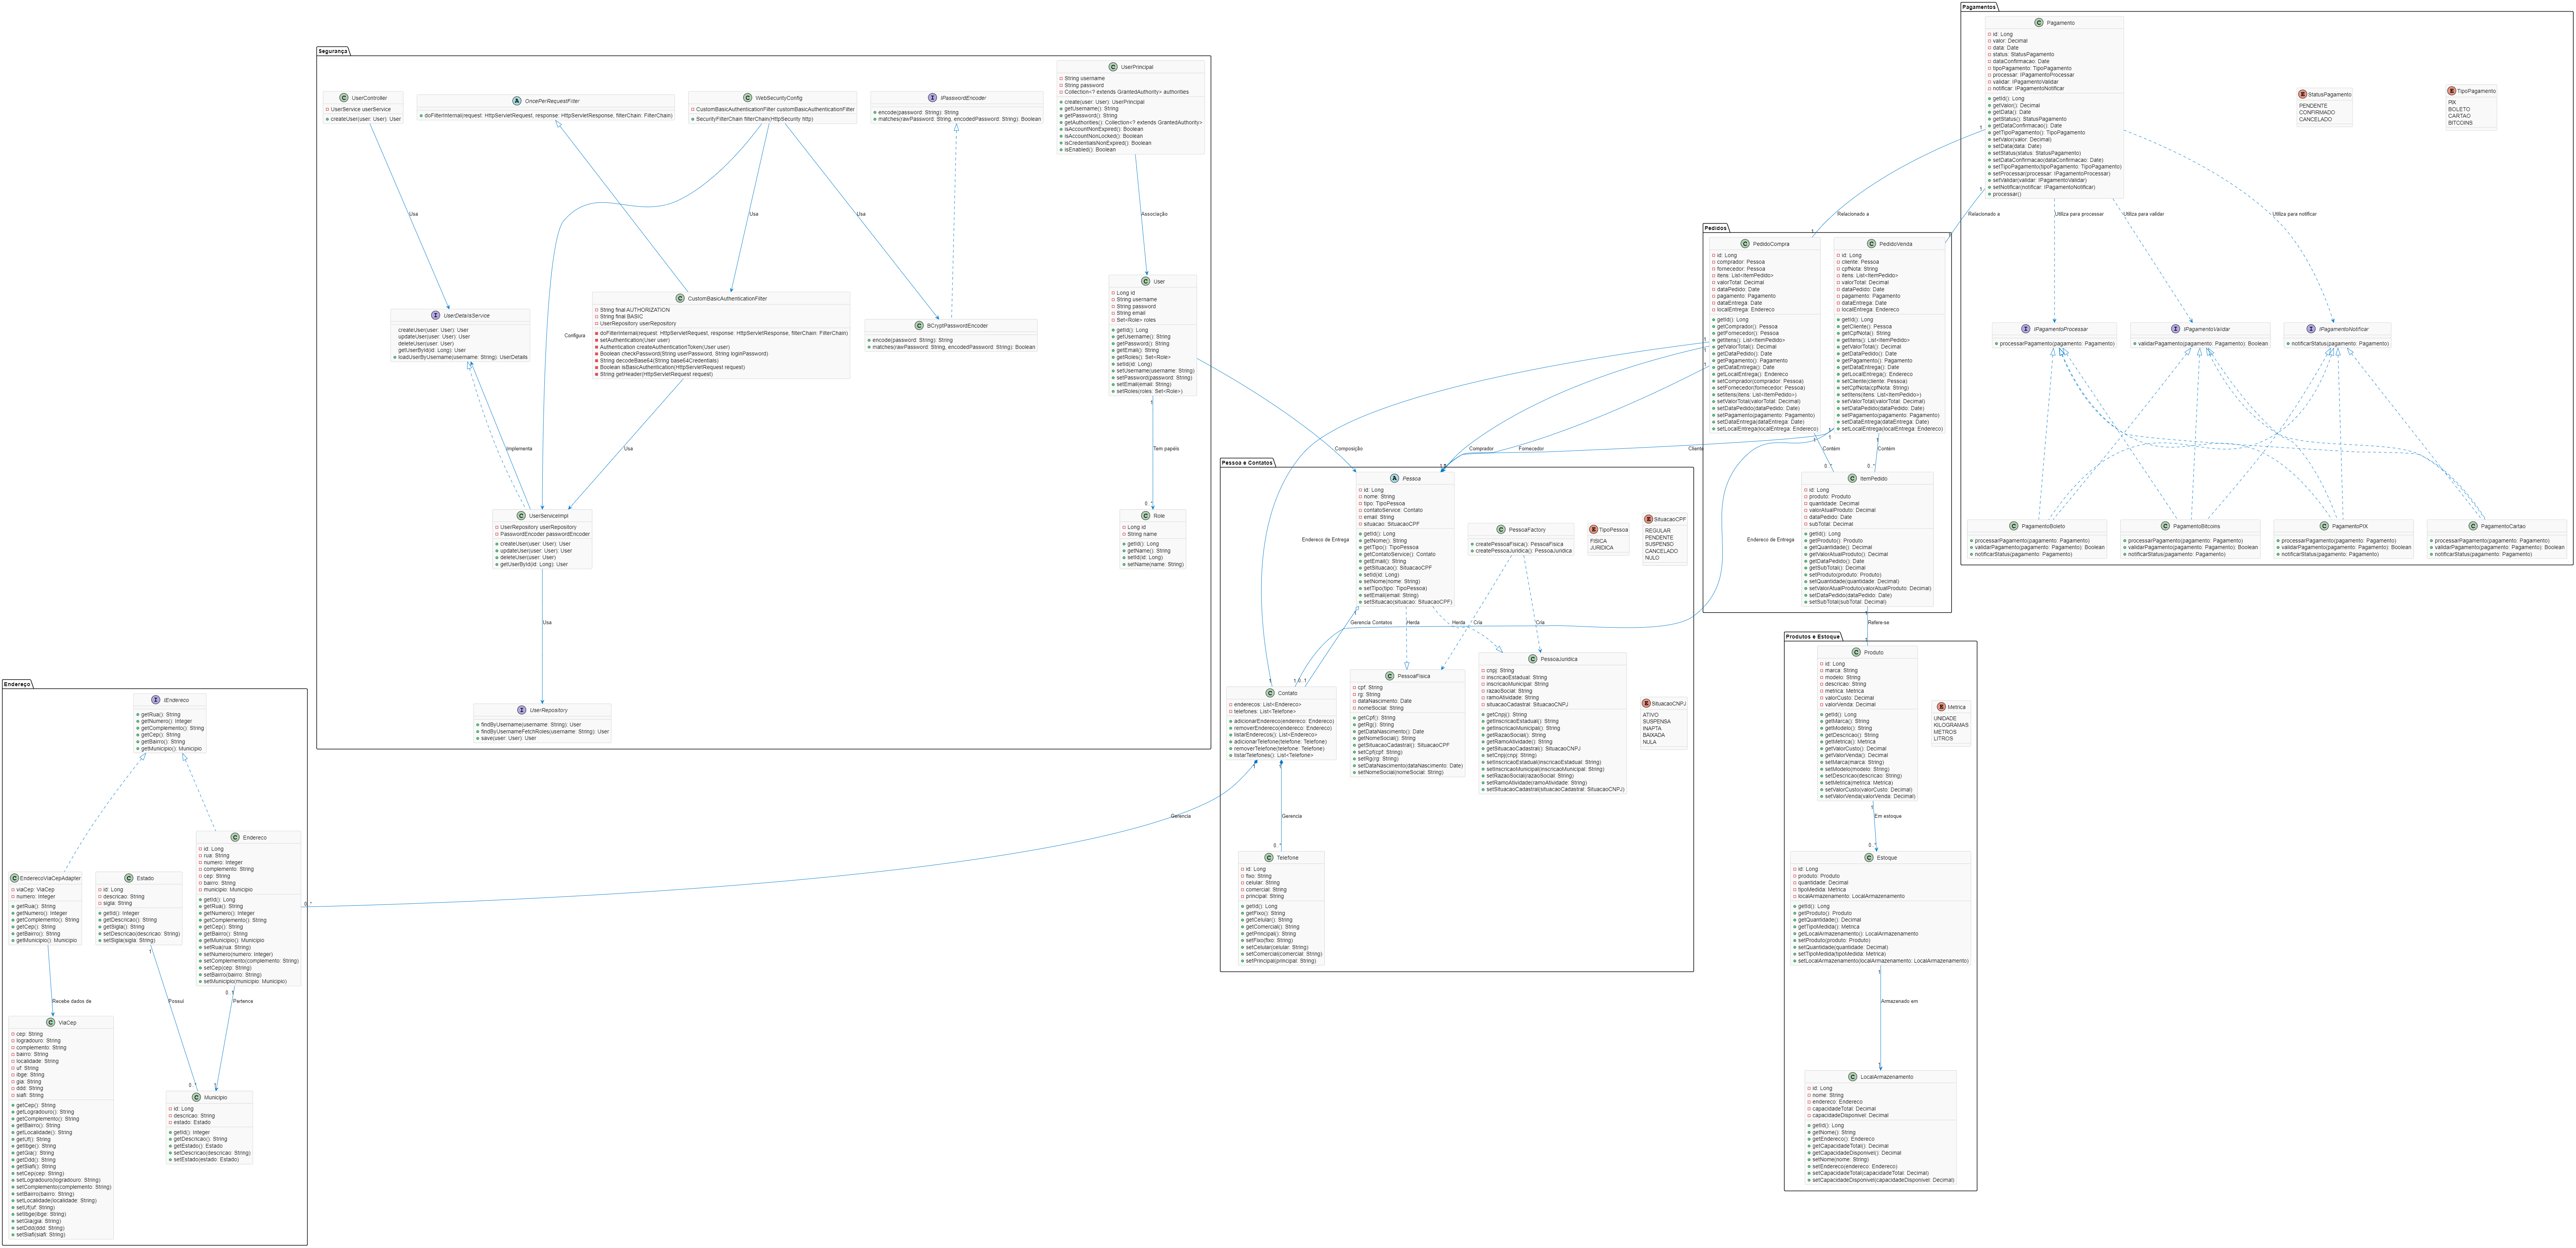 Segurança
UserController
UserService userService
createUser(user: User): User
OncePerRequestFilter
doFilterInternal(request: HttpServletRequest, response: HttpServletResponse, filterChain: FilterChain)
WebSecurityConfig
CustomBasicAuthenticationFilter customBasicAuthenticationFilter
SecurityFilterChain filterChain(HttpSecurity http)
IPasswordEncoder
encode(password: String): String
matches(rawPassword: String, encodedPassword: String): Boolean
UserPrincipal
String username
String password
Collection<? extends GrantedAuthority> authorities
create(user: User): UserPrincipal
getUsername(): String
getPassword(): String
getAuthorities(): Collection<? extends GrantedAuthority>
isAccountNonExpired(): Boolean
isAccountNonLocked(): Boolean
isCredentialsNonExpired(): Boolean
isEnabled(): Boolean
Usa
Usa
Usa
Associação
UserDetailsService
createUser(user: User): User
updateUser(user: User): User
deleteUser(user: User)
getUserById(id: Long): User
loadUserByUsername(username: String): UserDetails
Configura
CustomBasicAuthenticationFilter
String final AUTHORIZATION
String final BASIC
UserRepository userRepository
doFilterInternal(request: HttpServletRequest, response: HttpServletResponse, filterChain: FilterChain)
setAuthentication(User user)
Authentication createAuthenticationToken(User user)
Boolean checkPassword(String userPassword, String loginPassword)
String decodeBase64(String base64Credentials)
Boolean isBasicAuthentication(HttpServletRequest request)
String getHeader(HttpServletRequest request)
BCryptPasswordEncoder
encode(password: String): String
matches(rawPassword: String, encodedPassword: String): Boolean
User
Long id
String username
String password
String email
Set<Role> roles
getId(): Long
getUsername(): String
getPassword(): String
getEmail(): String
getRoles(): Set<Role>
setId(id: Long)
setUsername(username: String)
setPassword(password: String)
setEmail(email: String)
setRoles(roles: Set<Role>)
Implementa
Usa
1
Tem papéis
0..*
Composição
UserServiceImpl
UserRepository userRepository
PasswordEncoder passwordEncoder
createUser(user: User): User
updateUser(user: User): User
deleteUser(user: User)
getUserById(id: Long): User
Role
Long id
String name
getId(): Long
getName(): String
setId(id: Long)
setName(name: String)
Usa
UserRepository
findByUsername(username: String): User
findByUsernameFetchRoles(username: String): User
save(user: User): User
Pagamentos
Pagamento
id: Long
valor: Decimal
data: Date
status: StatusPagamento
dataConfirmacao: Date
tipoPagamento: TipoPagamento
processar: IPagamentoProcessar
validar: IPagamentoValidar
notificar: IPagamentoNotificar
getId(): Long
getValor(): Decimal
getData(): Date
getStatus(): StatusPagamento
getDataConfirmacao(): Date
getTipoPagamento(): TipoPagamento
setValor(valor: Decimal)
setData(data: Date)
setStatus(status: StatusPagamento)
setDataConfirmacao(dataConfirmacao: Date)
setTipoPagamento(tipoPagamento: TipoPagamento)
setProcessar(processar: IPagamentoProcessar)
setValidar(validar: IPagamentoValidar)
setNotificar(notificar: IPagamentoNotificar)
processar()
StatusPagamento
PENDENTE
CONFIRMADO
CANCELADO
TipoPagamento
PIX
BOLETO
CARTAO
BITCOINS
1
1
Relacionado a
Relacionado a
1
1
Utiliza para processar
Utiliza para validar
Utiliza para notificar
IPagamentoProcessar
processarPagamento(pagamento: Pagamento)
IPagamentoValidar
validarPagamento(pagamento: Pagamento): Boolean
IPagamentoNotificar
notificarStatus(pagamento: Pagamento)
PagamentoBoleto
processarPagamento(pagamento: Pagamento)
validarPagamento(pagamento: Pagamento): Boolean
notificarStatus(pagamento: Pagamento)
PagamentoBitcoins
processarPagamento(pagamento: Pagamento)
validarPagamento(pagamento: Pagamento): Boolean
notificarStatus(pagamento: Pagamento)
PagamentoPIX
processarPagamento(pagamento: Pagamento)
validarPagamento(pagamento: Pagamento): Boolean
notificarStatus(pagamento: Pagamento)
PagamentoCartao
processarPagamento(pagamento: Pagamento)
validarPagamento(pagamento: Pagamento): Boolean
notificarStatus(pagamento: Pagamento)
Pedidos
PedidoCompra
id: Long
comprador: Pessoa
fornecedor: Pessoa
itens: List<ItemPedido>
valorTotal: Decimal
dataPedido: Date
pagamento: Pagamento
dataEntrega: Date
localEntrega: Endereco
getId(): Long
getComprador(): Pessoa
getFornecedor(): Pessoa
getItens(): List<ItemPedido>
getValorTotal(): Decimal
getDataPedido(): Date
getPagamento(): Pagamento
getDataEntrega(): Date
getLocalEntrega(): Endereco
setComprador(comprador: Pessoa)
setFornecedor(fornecedor: Pessoa)
setItens(itens: List<ItemPedido>)
setValorTotal(valorTotal: Decimal)
setDataPedido(dataPedido: Date)
setPagamento(pagamento: Pagamento)
setDataEntrega(dataEntrega: Date)
setLocalEntrega(localEntrega: Endereco)
PedidoVenda
id: Long
cliente: Pessoa
cpfNota: String
itens: List<ItemPedido>
valorTotal: Decimal
dataPedido: Date
pagamento: Pagamento
dataEntrega: Date
localEntrega: Endereco
getId(): Long
getCliente(): Pessoa
getCpfNota(): String
getItens(): List<ItemPedido>
getValorTotal(): Decimal
getDataPedido(): Date
getPagamento(): Pagamento
getDataEntrega(): Date
getLocalEntrega(): Endereco
setCliente(cliente: Pessoa)
setCpfNota(cpfNota: String)
setItens(itens: List<ItemPedido>)
setValorTotal(valorTotal: Decimal)
setDataPedido(dataPedido: Date)
setPagamento(pagamento: Pagamento)
setDataEntrega(dataEntrega: Date)
setLocalEntrega(localEntrega: Endereco)
Comprador
Fornecedor
Cliente
1
Contém
0..*
1
Contém
0..*
ItemPedido
id: Long
produto: Produto
quantidade: Decimal
valorAtualProduto: Decimal
dataPedido: Date
subTotal: Decimal
getId(): Long
getProduto(): Produto
getQuantidade(): Decimal
getValorAtualProduto(): Decimal
getDataPedido(): Date
getSubTotal(): Decimal
setProduto(produto: Produto)
setQuantidade(quantidade: Decimal)
setValorAtualProduto(valorAtualProduto: Decimal)
setDataPedido(dataPedido: Date)
setSubTotal(subTotal: Decimal)
Endereco de Entrega
Endereco de Entrega
Pessoa e Contatos
Pessoa
id: Long
nome: String
tipo: TipoPessoa
contatoService: Contato
email: String
situacao: SituacaoCPF
getId(): Long
getNome(): String
getTipo(): TipoPessoa
getContatoService(): Contato
getEmail(): String
getSituacao(): SituacaoCPF
setId(id: Long)
setNome(nome: String)
setTipo(tipo: TipoPessoa)
setEmail(email: String)
setSituacao(situacao: SituacaoCPF)
PessoaFactory
createPessoaFisica(): PessoaFisica
createPessoaJuridica(): PessoaJuridica
TipoPessoa
FISICA
JURIDICA
SituacaoCPF
REGULAR
PENDENTE
SUSPENSO
CANCELADO
NULO
1
Gerencia Contatos
Herda
Herda
Cria
Cria
1
1
0..1
Contato
enderecos: List<Endereco>
telefones: List<Telefone>
adicionarEndereco(endereco: Endereco)
removerEndereco(endereco: Endereco)
listarEnderecos(): List<Endereco>
adicionarTelefone(telefone: Telefone)
removerTelefone(telefone: Telefone)
listarTelefones(): List<Telefone>
PessoaFisica
cpf: String
rg: String
dataNascimento: Date
nomeSocial: String
getCpf(): String
getRg(): String
getDataNascimento(): Date
getNomeSocial(): String
getSituacaoCadastral(): SituacaoCPF
setCpf(cpf: String)
setRg(rg: String)
setDataNascimento(dataNascimento: Date)
setNomeSocial(nomeSocial: String)
PessoaJuridica
cnpj: String
inscricaoEstadual: String
inscricaoMunicipal: String
razaoSocial: String
ramoAtividade: String
situacaoCadastral: SituacaoCNPJ
getCnpj(): String
getInscricaoEstadual(): String
getInscricaoMunicipal(): String
getRazaoSocial(): String
getRamoAtividade(): String
getSituacaoCadastral(): SituacaoCNPJ
setCnpj(cnpj: String)
setInscricaoEstadual(inscricaoEstadual: String)
setInscricaoMunicipal(inscricaoMunicipal: String)
setRazaoSocial(razaoSocial: String)
setRamoAtividade(ramoAtividade: String)
setSituacaoCadastral(situacaoCadastral: SituacaoCNPJ)
SituacaoCNPJ
ATIVO
SUSPENSA
INAPTA
BAIXADA
NULA
1
Gerencia
0..*
1
Gerencia
0..*
Telefone
id: Long
fixo: String
celular: String
comercial: String
principal: String
getId(): Long
getFixo(): String
getCelular(): String
getComercial(): String
getPrincipal(): String
setFixo(fixo: String)
setCelular(celular: String)
setComercial(comercial: String)
setPrincipal(principal: String)
1
Refere-se
1
Produtos e Estoque
Produto
id: Long
marca: String
modelo: String
descricao: String
metrica: Metrica
valorCusto: Decimal
valorVenda: Decimal
getId(): Long
getMarca(): String
getModelo(): String
getDescricao(): String
getMetrica(): Metrica
getValorCusto(): Decimal
getValorVenda(): Decimal
setMarca(marca: String)
setModelo(modelo: String)
setDescricao(descricao: String)
setMetrica(metrica: Metrica)
setValorCusto(valorCusto: Decimal)
setValorVenda(valorVenda: Decimal)
Metrica
UNIDADE
KILOGRAMAS
METROS
LITROS
1
Em estoque
0..*
Estoque
id: Long
produto: Produto
quantidade: Decimal
tipoMedida: Metrica
localArmazenamento: LocalArmazenamento
getId(): Long
getProduto(): Produto
getQuantidade(): Decimal
getTipoMedida(): Metrica
getLocalArmazenamento(): LocalArmazenamento
setProduto(produto: Produto)
setQuantidade(quantidade: Decimal)
setTipoMedida(tipoMedida: Metrica)
setLocalArmazenamento(localArmazenamento: LocalArmazenamento)
1
Armazenado em
1
LocalArmazenamento
id: Long
nome: String
endereco: Endereco
capacidadeTotal: Decimal
capacidadeDisponivel: Decimal
getId(): Long
getNome(): String
getEndereco(): Endereco
getCapacidadeTotal(): Decimal
getCapacidadeDisponivel(): Decimal
setNome(nome: String)
setEndereco(endereco: Endereco)
setCapacidadeTotal(capacidadeTotal: Decimal)
setCapacidadeDisponivel(capacidadeDisponivel: Decimal)
Endereço
IEndereco
getRua(): String
getNumero(): Integer
getComplemento(): String
getCep(): String
getBairro(): String
getMunicipio(): Municipio
EnderecoViaCepAdapter
viaCep: ViaCep
numero: Integer
getRua(): String
getNumero(): Integer
getComplemento(): String
getCep(): String
getBairro(): String
getMunicipio(): Municipio
Estado
id: Long
descricao: String
sigla: String
getId(): Integer
getDescricao(): String
getSigla(): String
setDescricao(descricao: String)
setSigla(sigla: String)
Endereco
id: Long
rua: String
numero: Integer
complemento: String
cep: String
bairro: String
municipio: Municipio
getId(): Long
getRua(): String
getNumero(): Integer
getComplemento(): String
getCep(): String
getBairro(): String
getMunicipio(): Municipio
setRua(rua: String)
setNumero(numero: Integer)
setComplemento(complemento: String)
setCep(cep: String)
setBairro(bairro: String)
setMunicipio(municipio: Municipio)
Recebe dados de
1
Possui
0..*
0..1
Pertence
1
ViaCep
cep: String
logradouro: String
complemento: String
bairro: String
localidade: String
uf: String
ibge: String
gia: String
ddd: String
siafi: String
getCep(): String
getLogradouro(): String
getComplemento(): String
getBairro(): String
getLocalidade(): String
getUf(): String
getIbge(): String
getGia(): String
getDdd(): String
getSiafi(): String
setCep(cep: String)
setLogradouro(logradouro: String)
setComplemento(complemento: String)
setBairro(bairro: String)
setLocalidade(localidade: String)
setUf(uf: String)
setIbge(ibge: String)
setGia(gia: String)
setDdd(ddd: String)
setSiafi(siafi: String)
Municipio
id: Long
descricao: String
estado: Estado
getId(): Integer
getDescricao(): String
getEstado(): Estado
setDescricao(descricao: String)
setEstado(estado: Estado)